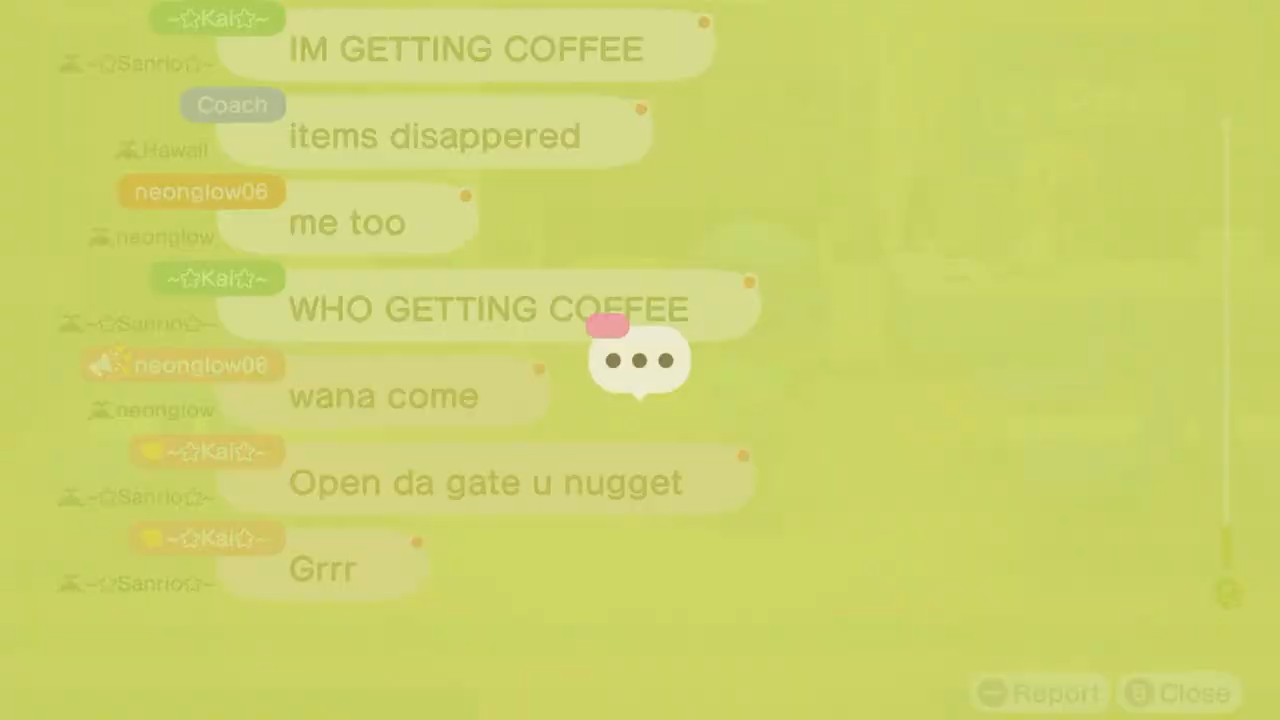 ~☆Kai☆~
IM GETTING COFFEE
~☆Sanrio☆~
Coach
items disappered
Hawaii
neonglow06
me too
neonglow
~☆Kai☆~
WHO GETTING COFFEE
~☆Sanrio☆~
neonglow06
wana come
neonglow
~☆Kai☆~
Open da gate u nugget
~☆Sanrio☆~
~☆Kai☆~
Grrr
~☆Sanrio☆~
Report
Close